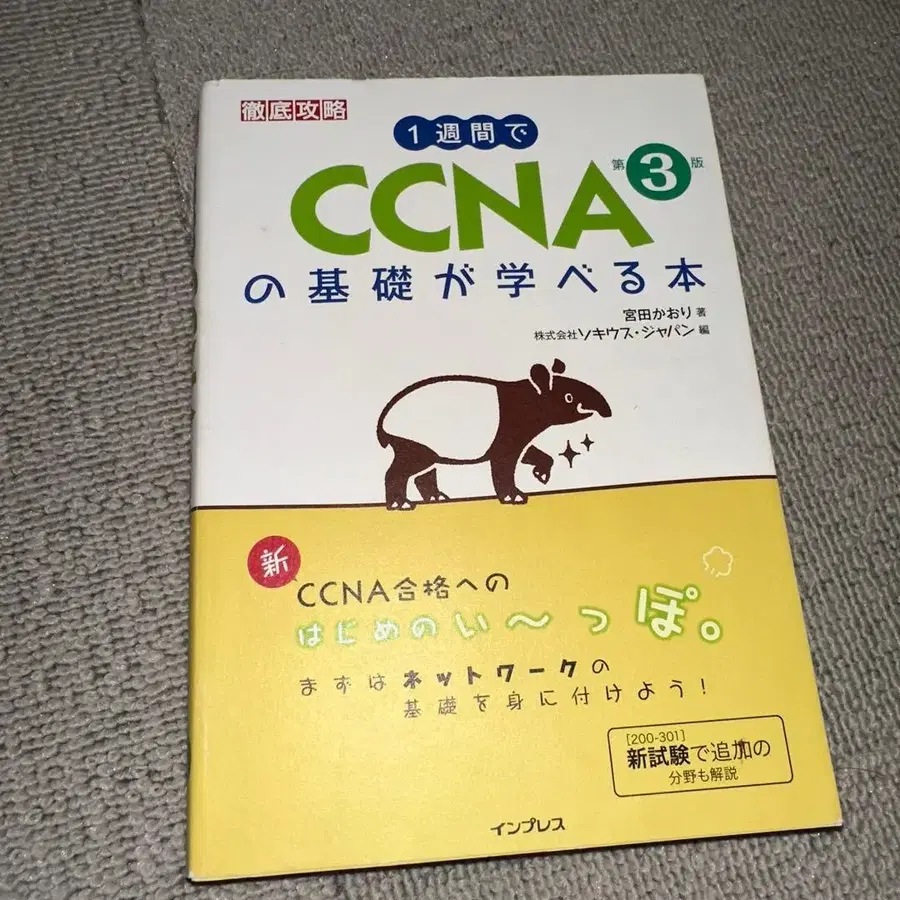 徹底攻略
1週間で
CCNA 第3版
の基礎が学べる本
宮田かおり 著
株式会社ソキウス・ジャパン 編
新
CCNA合格への
はじめのい〜っぽ。
まずはネットワークの
基礎を身に付けよう!
[200-301]
新試験で追加の
分野も解説
インプレス